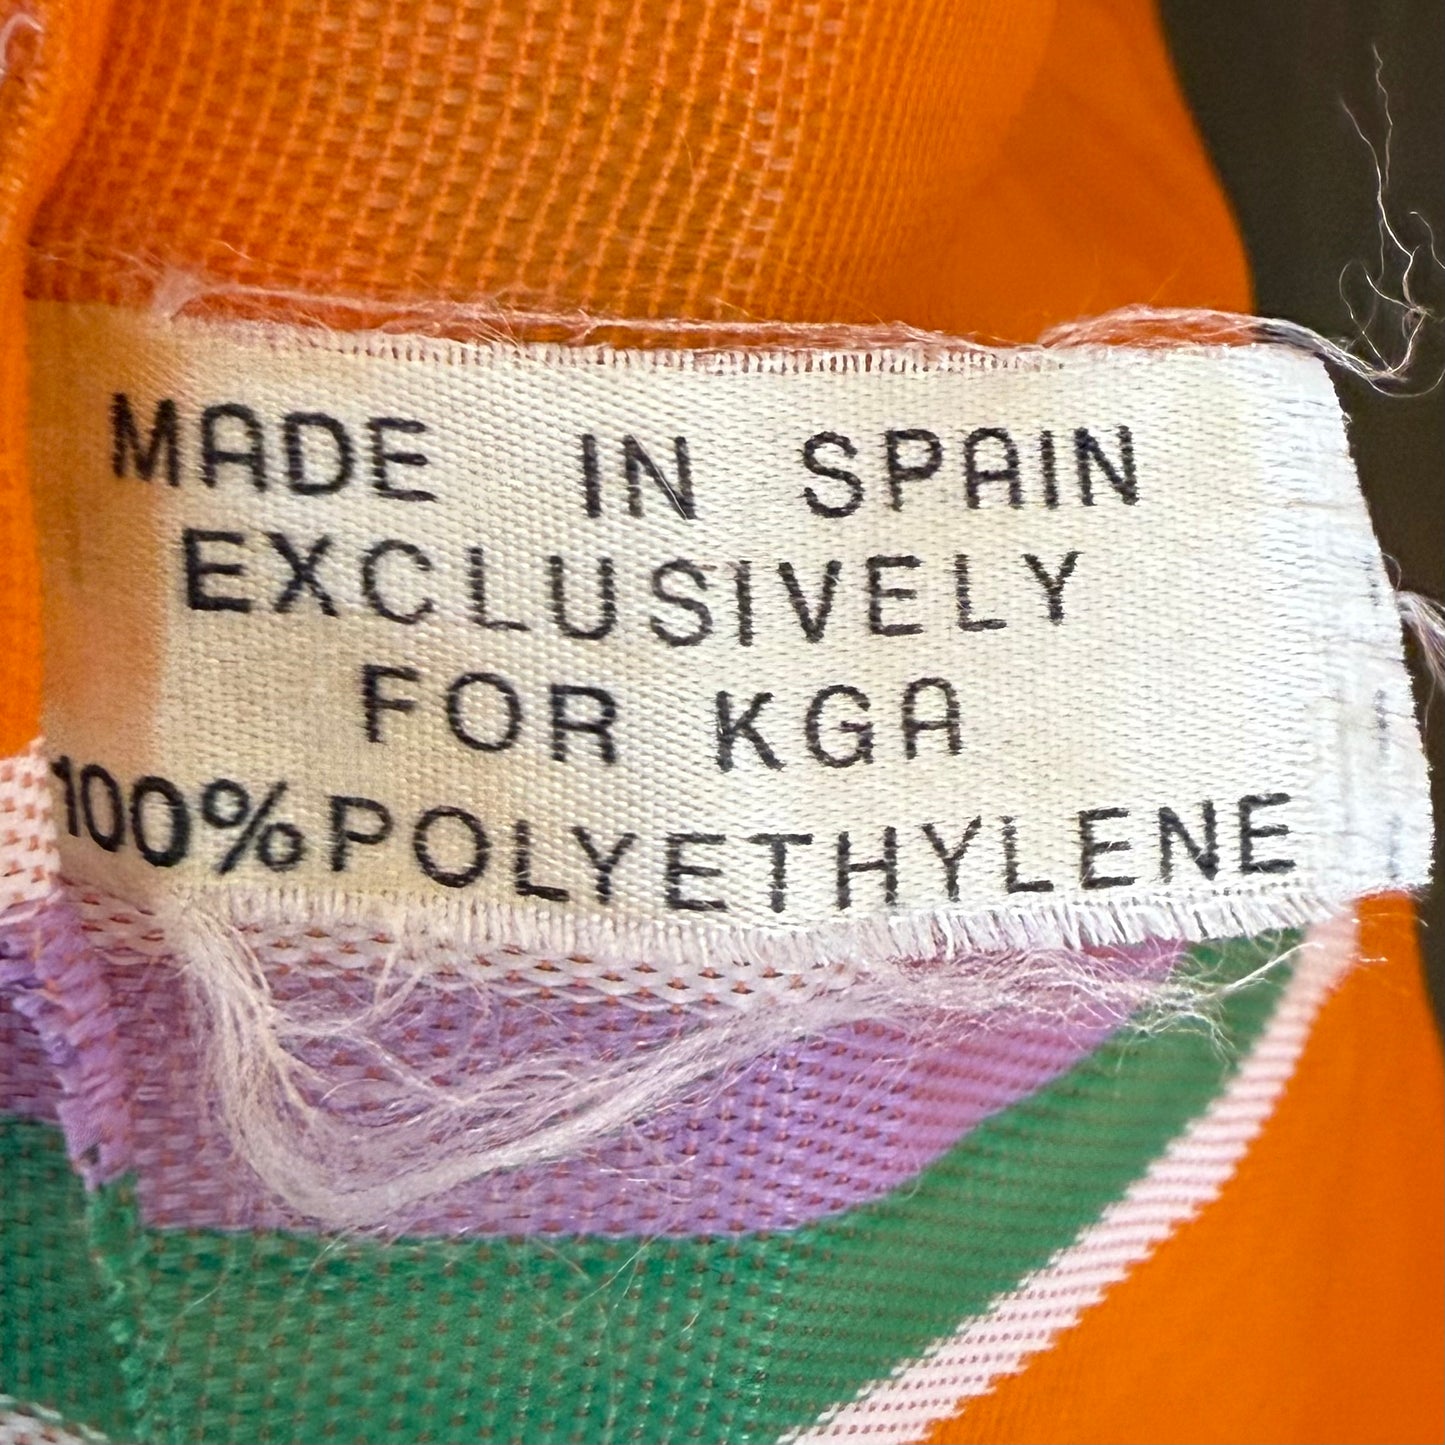 MADE IN SPAIN
EXCLUSIVELY
FOR KGA
100% POLYETHYLENE